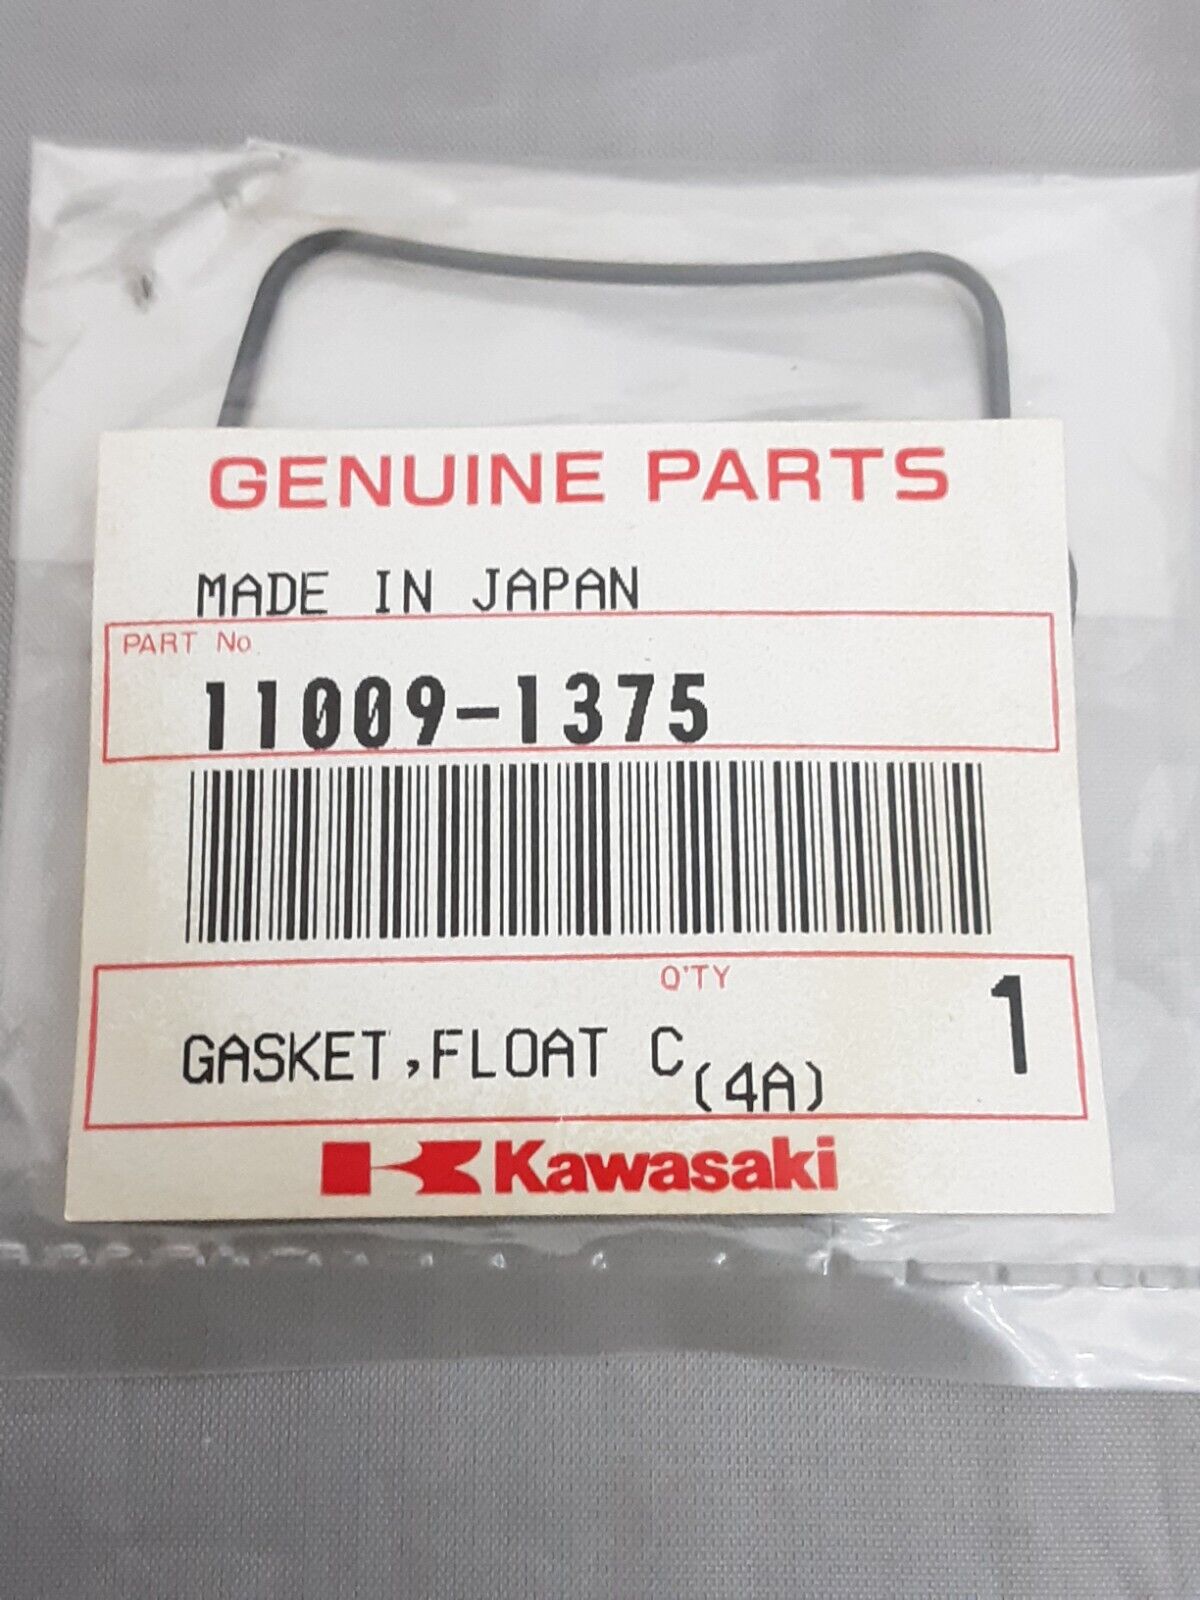 GENUINE PARTS
MADE IN JAPAN
PART No.
11009-1375
Q'TY
1
GASKET,FLOAT C(4A)
Kawasaki